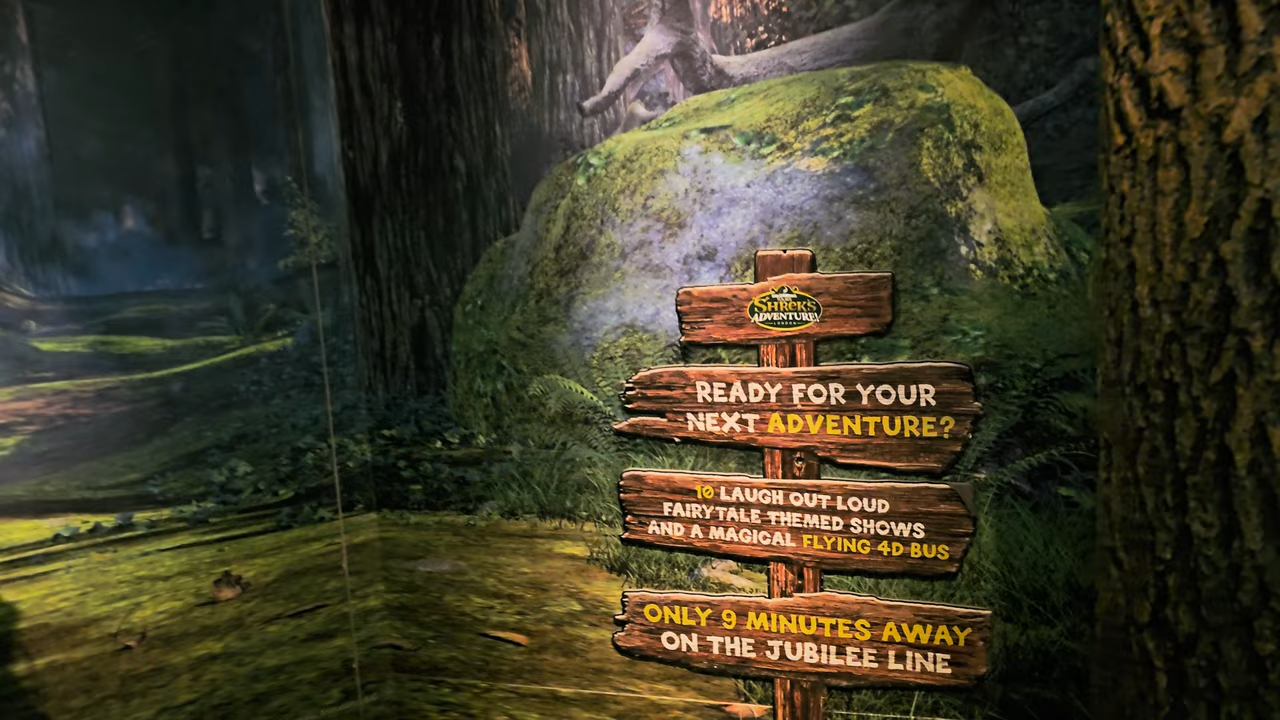 SHREK'S
ADVENTURE!
LONDON
READY FOR YOUR
NEXT ADVENTURE?
10 LAUGH OUT LOUD
FAIRYTALE THEMED SHOWS
AND A MAGICAL FLYING 4D BUS
ONLY 9 MINUTES AWAY
ON THE JUBILEE LINE